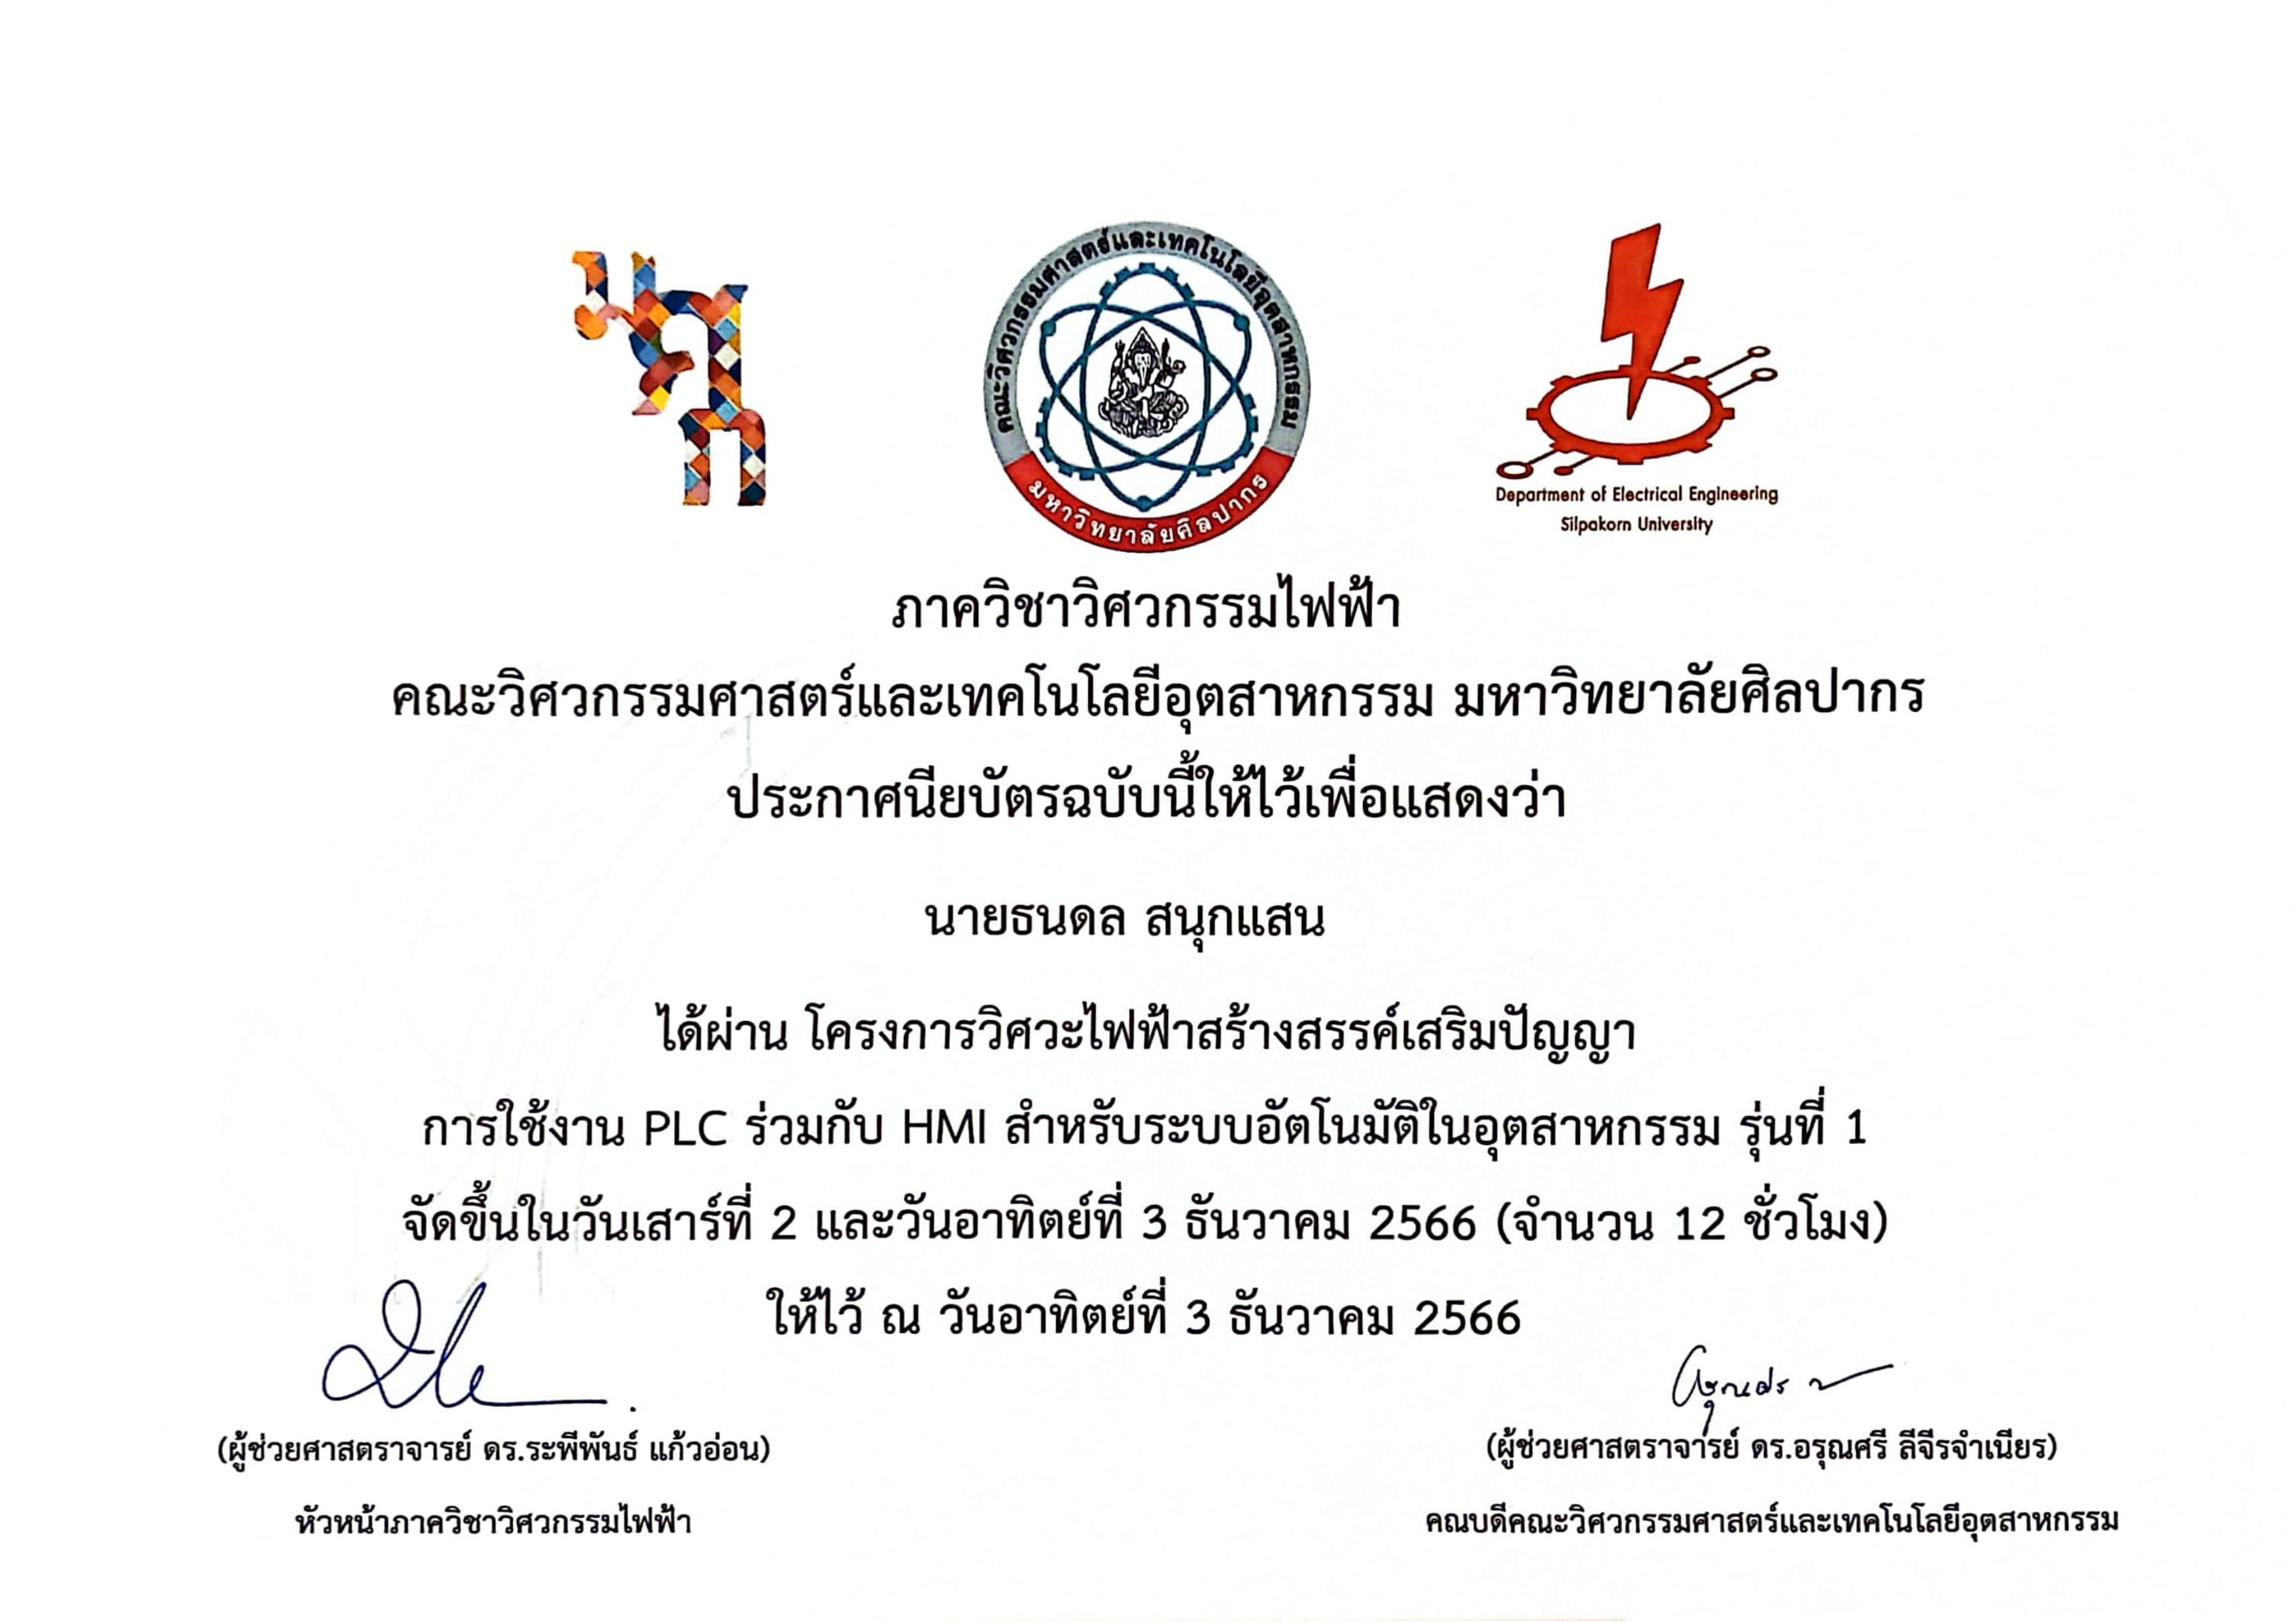 คณะวิศวกรรมศาสตร์และเทคโนโลยีอุตสาหกรรม
มหาวิทยาลัยศิลปากร
Department of Electrical Engineering
Silpakorn University
ภาควิชาวิศวกรรมไฟฟ้า
คณะวิศวกรรมศาสตร์และเทคโนโลยีอุตสาหกรรม มหาวิทยาลัยศิลปากร
ประกาศนียบัตรฉบับนี้ให้ไว้เพื่อแสดงว่า
นายธนดล สนุกแสน
ได้ผ่าน โครงการวิศวะไฟฟ้าสร้างสรรค์เสริมปัญญา
การใช้งาน PLC ร่วมกับ HMI สำหรับระบบอัตโนมัติในอุตสาหกรรม รุ่นที่ 1
จัดขึ้นในวันเสาร์ที่ 2 และวันอาทิตย์ที่ 3 ธันวาคม 2566 (จำนวน 12 ชั่วโมง)
ให้ไว้ ณ วันอาทิตย์ที่ 3 ธันวาคม 2566
(ผู้ช่วยศาสตราจารย์ ดร.ระพีพันธ์ แก้วอ่อน)
หัวหน้าภาควิชาวิศวกรรมไฟฟ้า
(ผู้ช่วยศาสตราจารย์ ดร.อรุณศรี ลีจีรจำเนียร)
คณบดีคณะวิศวกรรมศาสตร์และเทคโนโลยีอุตสาหกรรม